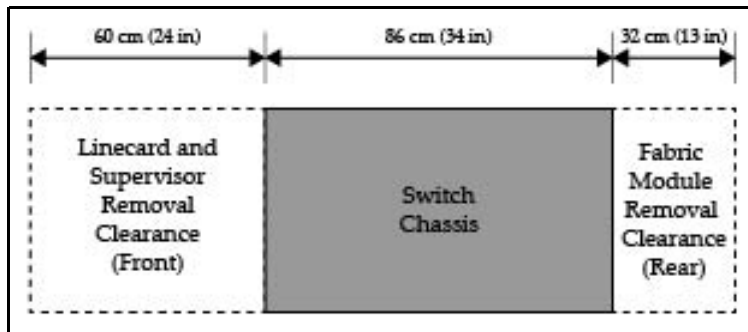 60 cm (24 in)
86 cm (34 in)
32 cm (13 in)
Linecard and
Supervisor
Removal
Clearance
(Front)
Switch
Chassis
Fabric
Module
Removal
Clearance
(Rear)